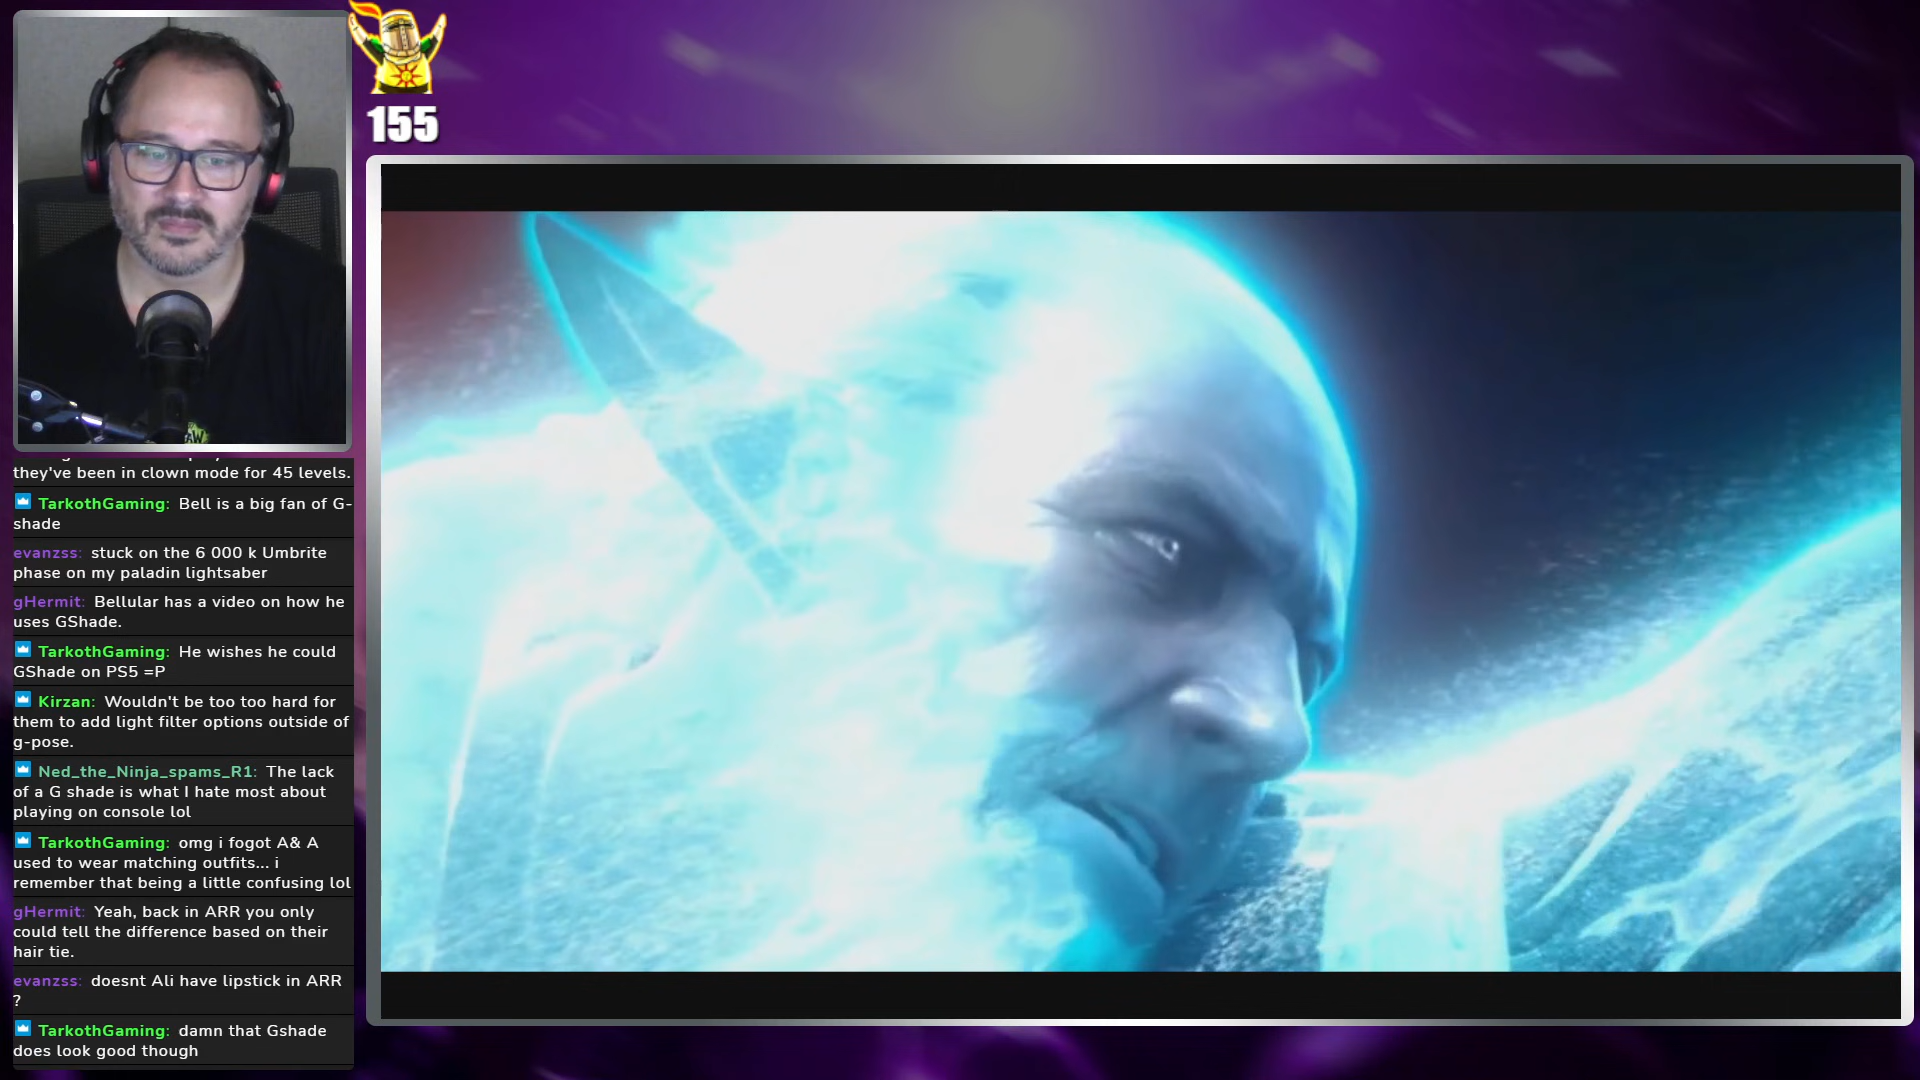 155
they've been in clown mode for 45 levels.
TarkothGaming: Bell is a big fan of G-
shade
evanzss: stuck on the 6 000 k Umbrite
phase on my paladin lightsaber
gHermit: Bellular has a video on how he
uses GShade.
TarkothGaming: He wishes he could
GShade on PS5 =P
Kirzan: Wouldn't be too too hard for
them to add light filter options outside of
g-pose.
Ned_the_Ninja_spams_R1: The lack
of a G shade is what I hate most about
playing on console lol
TarkothGaming: omg i fogot A& A
used to wear matching outfits... i
remember that being a little confusing lol
gHermit: Yeah, back in ARR you only
could tell the difference based on their
hair tie.
evanzss: doesnt Ali have lipstick in ARR
?
TarkothGaming: damn that Gshade
does look good though